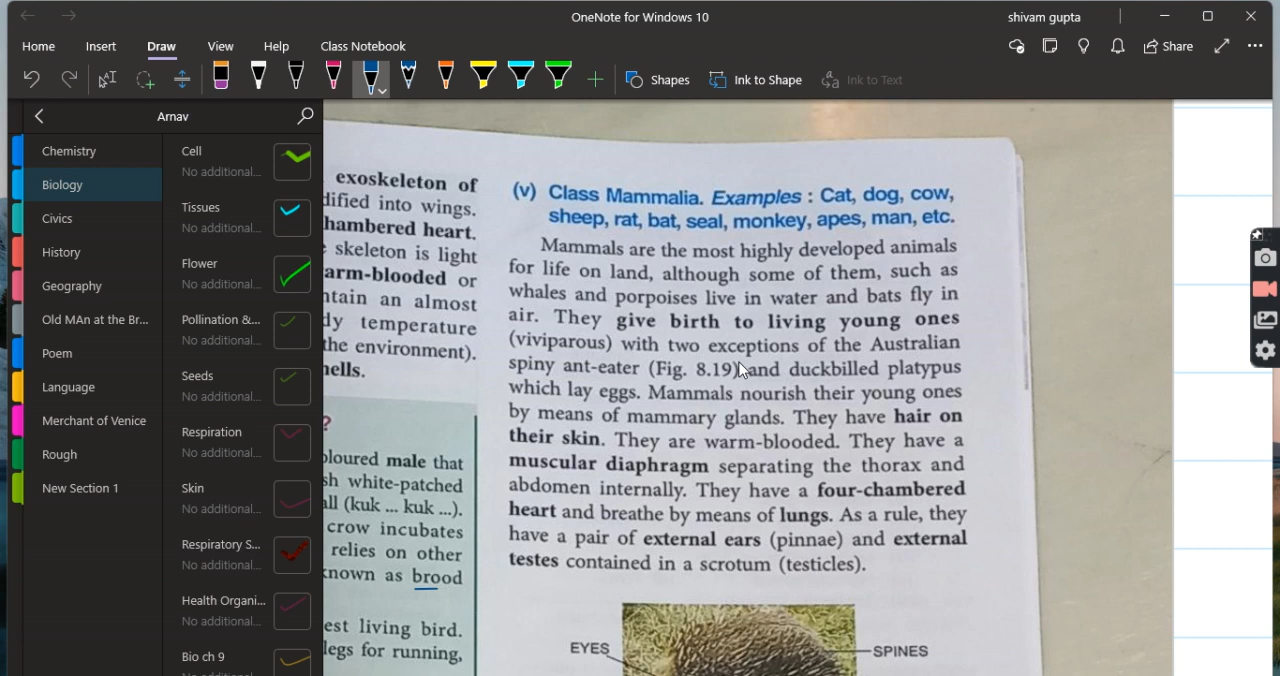 OneNote for Windows 10
shivam gupta
Home
Insert
Draw
View
Help
Class Notebook
Share
Shapes
Ink to Shape
Ink to Text
Arnav
Chemistry
Biology
Civics
History
Geography
Old MAn at the Br...
Poem
Language
Merchant of Venice
Rough
New Section 1
Cell
No additional...
Tissues
No additional...
Flower
No additional...
Pollination &...
No additional...
Seeds
No additional...
Respiration
No additional...
Skin
No additional...
Respiratory S...
No additional...
Health Organi...
No additional...
Bio ch 9
exoskeleton of
dified into wings.
hambered heart.
skeleton is light
arm-blooded or
ntain an almost
dy temperature
the environment).
hells.
?
oloured male that
sh white-patched
all (kuk ... kuk ...).
crow incubates
relies on other
known as brood
est living bird.
legs for running,
(v) Class Mammalia. Examples : Cat, dog, cow,
sheep, rat, bat, seal, monkey, apes, man, etc.
Mammals are the most highly developed animals
for life on land, although some of them, such as
whales and porpoises live in water and bats fly in
air. They give birth to living young ones
(viviparous) with two exceptions of the Australian
spiny ant-eater (Fig. 8.19) and duckbilled platypus
which lay eggs. Mammals nourish their young ones
by means of mammary glands. They have hair on
their skin. They are warm-blooded. They have a
muscular diaphragm separating the thorax and
abdomen internally. They have a four-chambered
heart and breathe by means of lungs. As a rule, they
have a pair of external ears (pinnae) and external
testes contained in a scrotum (testicles).
EYES
SPINES